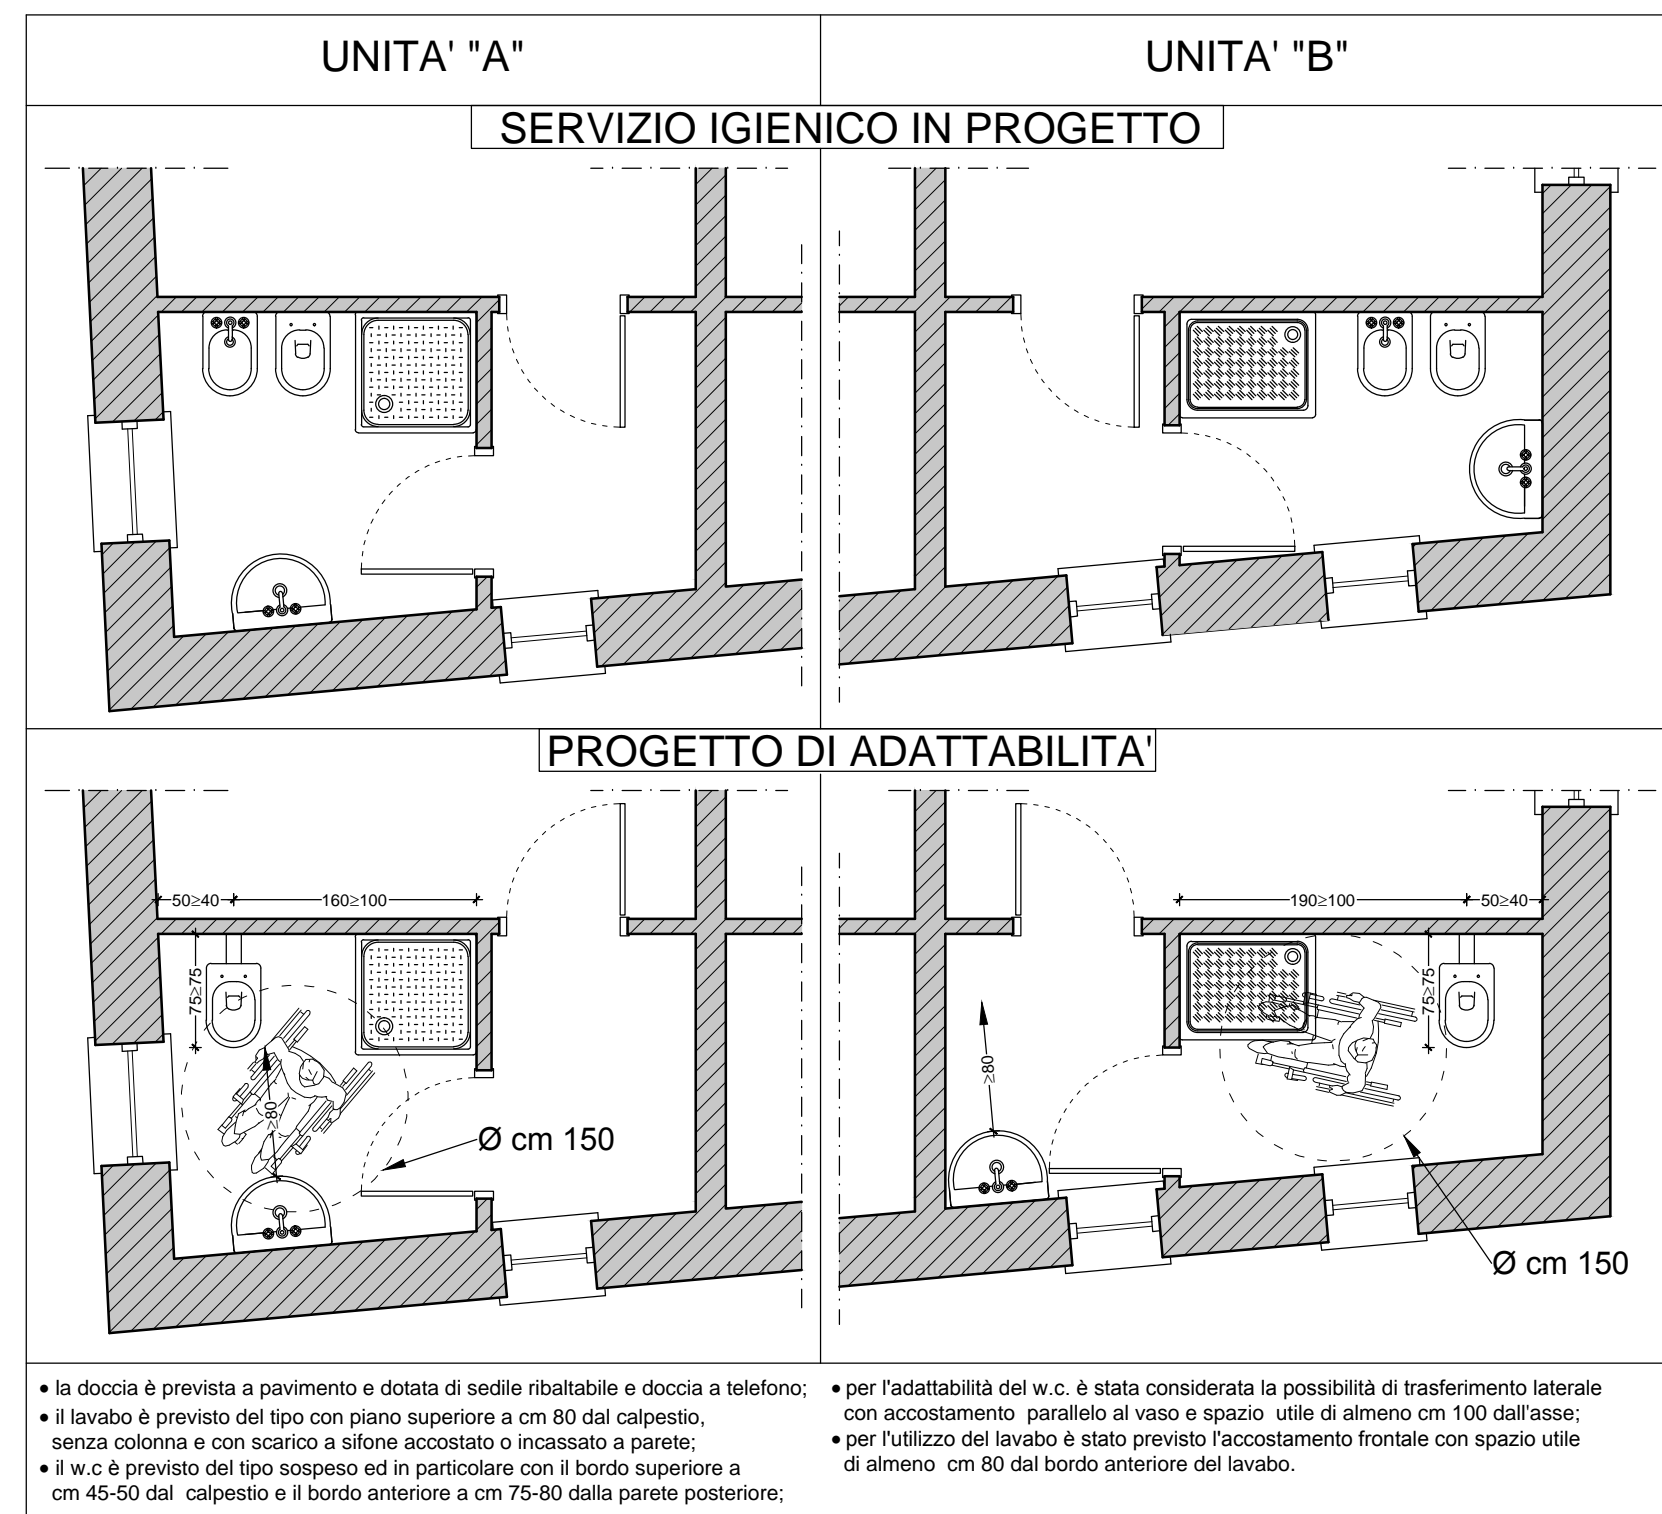 UNITA' "A"
UNITA' "B"
SERVIZIO IGIENICO IN PROGETTO
PROGETTO DI ADATTABILITA'
50≥40
160≥100
75≥75
≥80
Ø cm 150
190≥100
50≥40
75≥75
≥80
Ø cm 150
• la doccia è prevista a pavimento e dotata di sedile ribaltabile e doccia a telefono;
• il lavabo è previsto del tipo con piano superiore a cm 80 dal calpestio,
senza colonna e con scarico a sifone accostato o incassato a parete;
• il w.c è previsto del tipo sospeso ed in particolare con il bordo superiore a
cm 45-50 dal calpestio e il bordo anteriore a cm 75-80 dalla parete posteriore;
• per l'adattabilità del w.c. è stata considerata la possibilità di trasferimento laterale
con accostamento parallelo al vaso e spazio utile di almeno cm 100 dall'asse;
• per l'utilizzo del lavabo è stato previsto l'accostamento frontale con spazio utile
di almeno cm 80 dal bordo anteriore del lavabo.